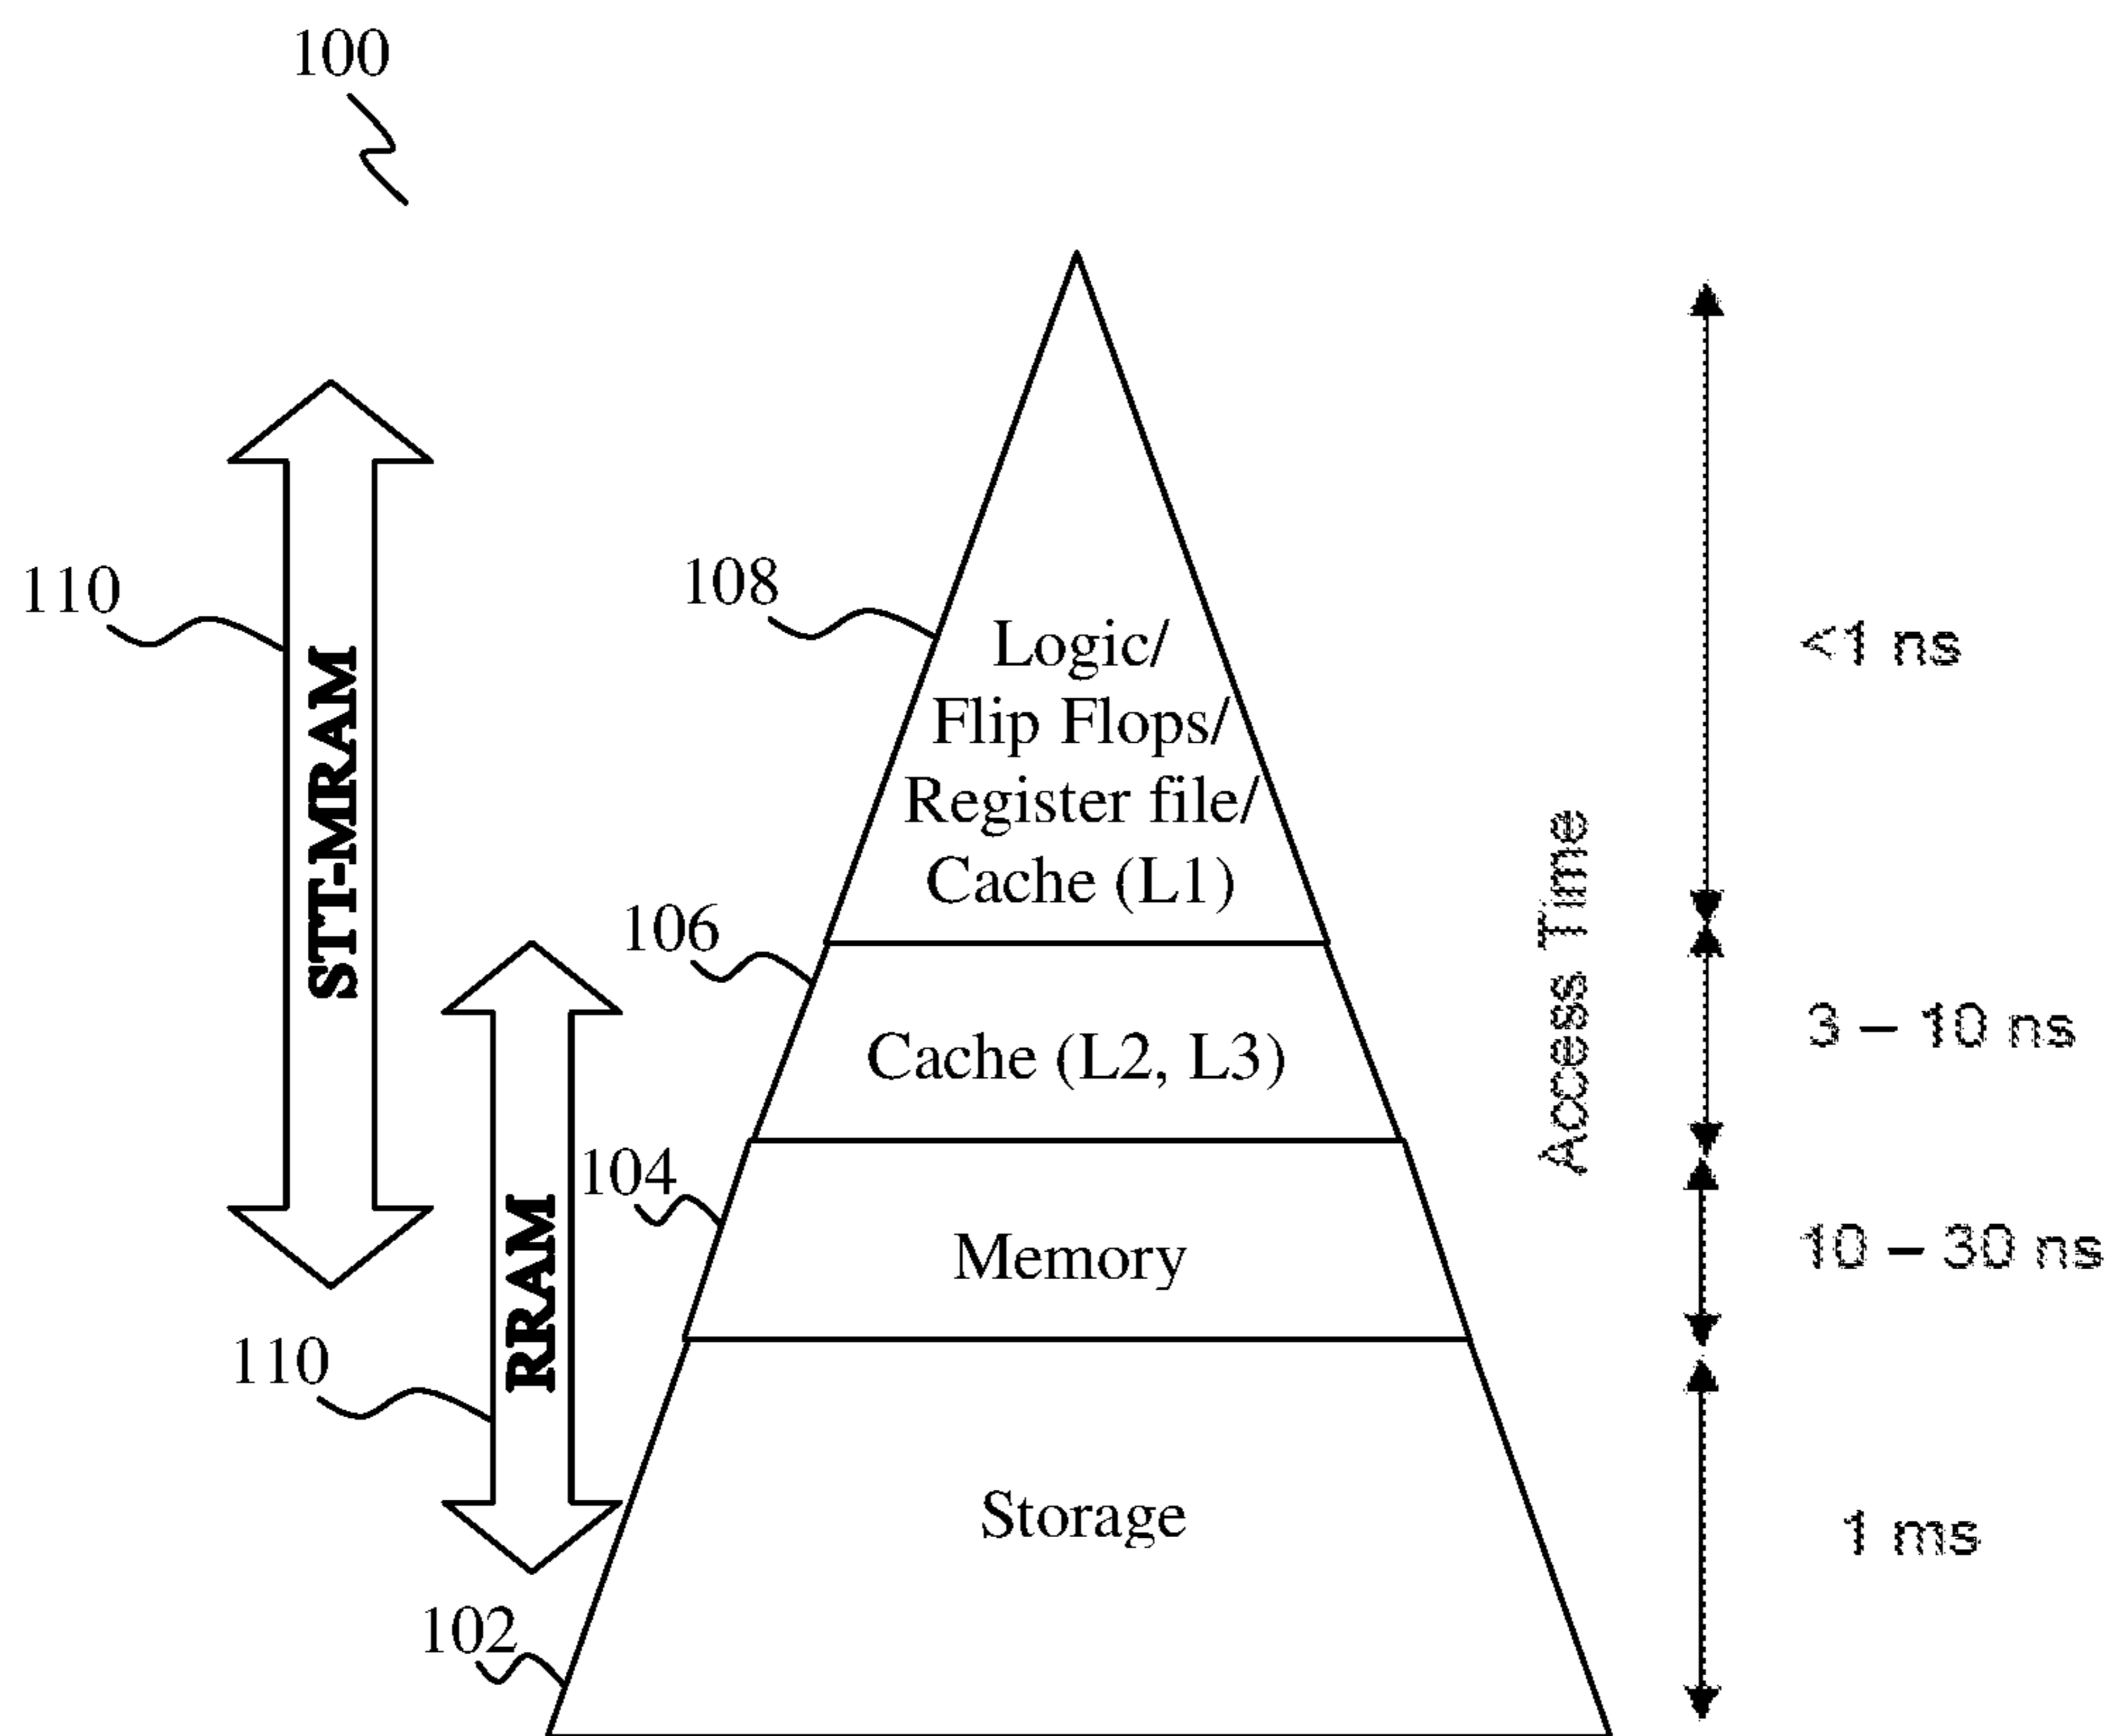 100
110
STT-MRAM
108
Logic/
Flip Flops/
Register file/
Cache (L1)
<1 ns
106
Cache (L2, L3)
Access Time
3 – 10 ns
104
RRAM
Memory
10 – 30 ns
110
Storage
1 ms
102